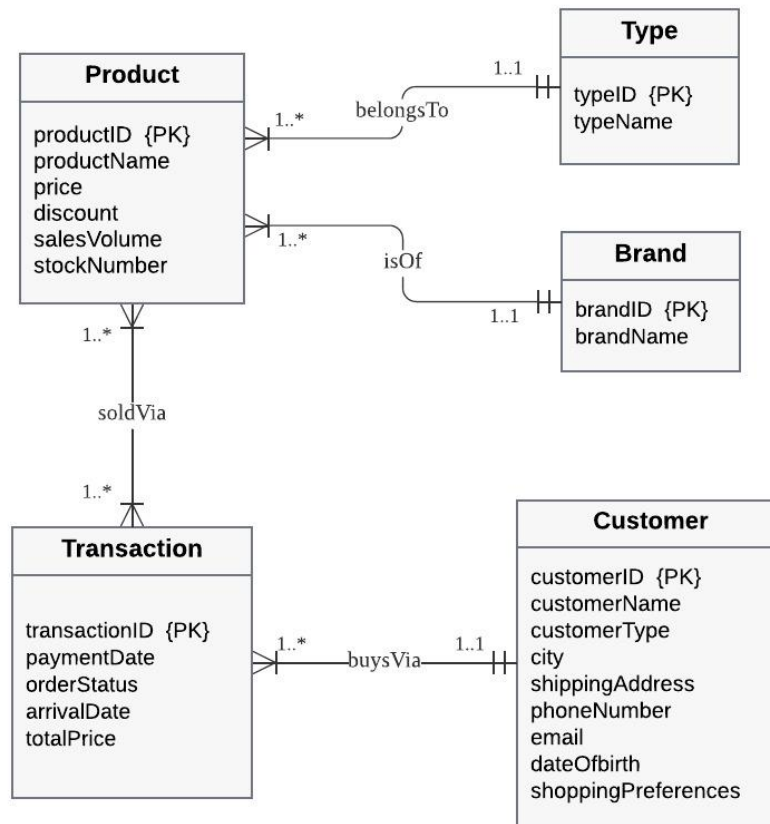 Type
typeID {PK}
typeName
1..1
Product
productID {PK}
productName
price
discount
salesVolume
stockNumber
1..*
belongsTo
1..*
isOf
1..1
Brand
brandID {PK}
brandName
1..*
soldVia
1..*
Transaction
transactionID {PK}
paymentDate
orderStatus
arrivalDate
totalPrice
1..*
buysVia
1..1
Customer
customerID {PK}
customerName
customerType
city
shippingAddress
phoneNumber
email
dateOfbirth
shoppingPreferences